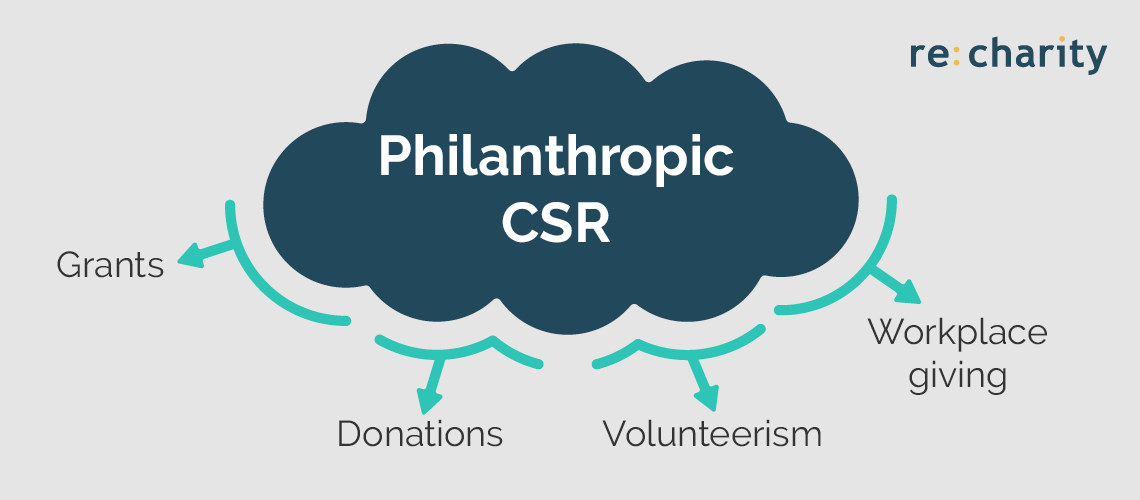 re: charity
Philanthropic
CSR
Grants
Donations
Volunteerism
Workplace
giving